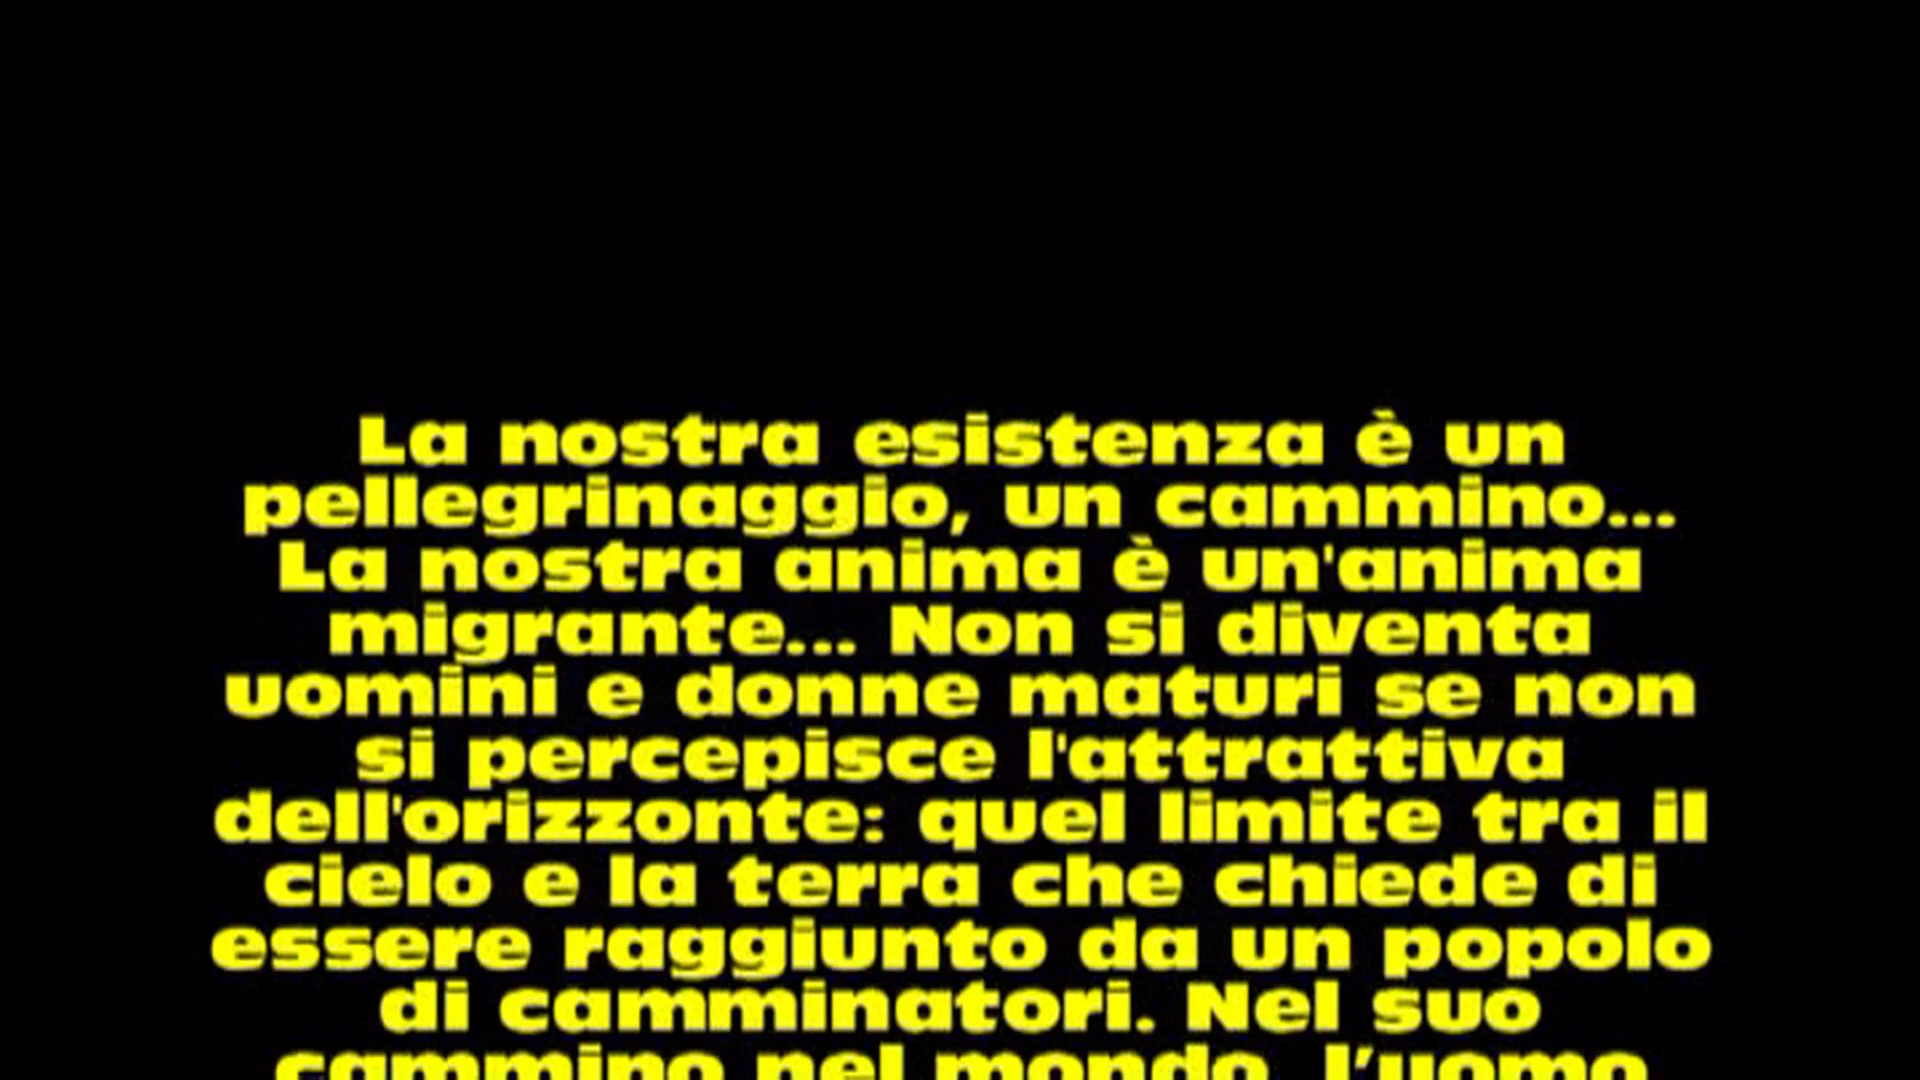 La nostra esistenza è un
pellegrinaggio, un cammino...
La nostra anima è un'anima
migrante... Non si diventa
uomini e donne maturi se non
si percepisce l'attrattiva
dell'orizzonte: quel limite tra il
cielo e la terra che chiede di
essere raggiunto da un popolo
di camminatori. Nel suo
cammino nel mondo, l’uomo